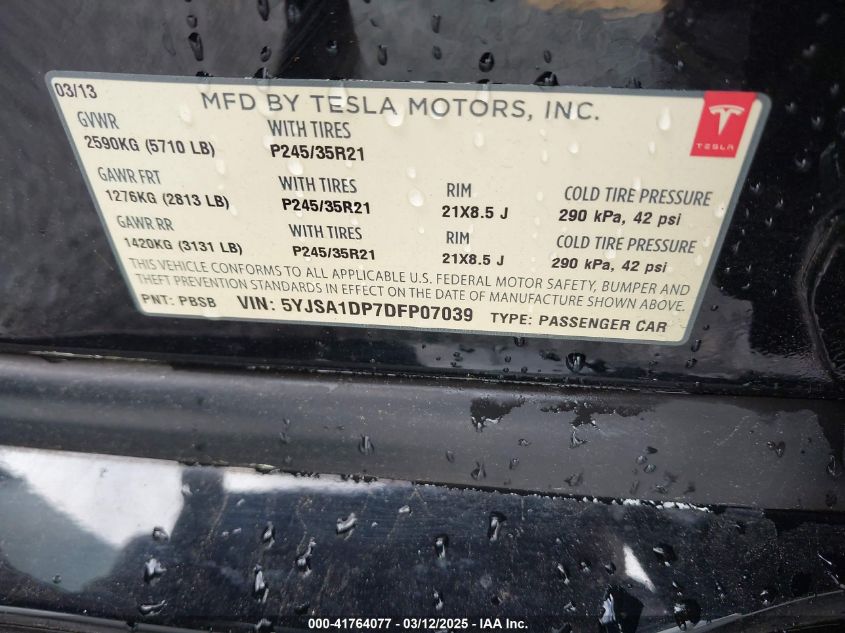 03/13 MFD BY TESLA MOTORS, INC.
TESLA
GVWR WITH TIRES
2590KG (5710 LB) P245/35R21
GAWR FRT WITH TIRES RIM COLD TIRE PRESSURE
1276KG (2813 LB) P245/35R21 21X8.5 J 290 kPa, 42 psi
GAWR RR WITH TIRES RIM COLD TIRE PRESSURE
1420KG (3131 LB) P245/35R21 21X8.5 J 290 kPa, 42 psi
THIS VEHICLE CONFORMS TO ALL APPLICABLE U.S. FEDERAL MOTOR SAFETY, BUMPER AND
THEFT PREVENTION STANDARDS IN EFFECT ON THE DATE OF MANUFACTURE SHOWN ABOVE.
PNT: PBSB VIN: 5YJSA1DP7DFP07039 TYPE: PASSENGER CAR
000-41764077 - 03/12/2025 - IAA Inc.